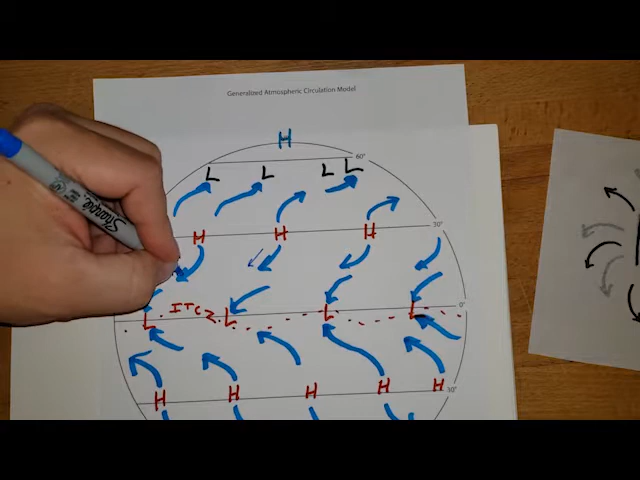 Generalized Atmospheric Circulation Model
H
60°
L L L L
30°
H H H
Sharpie
0°
ITCZ
L L L L
H H H H H
30°